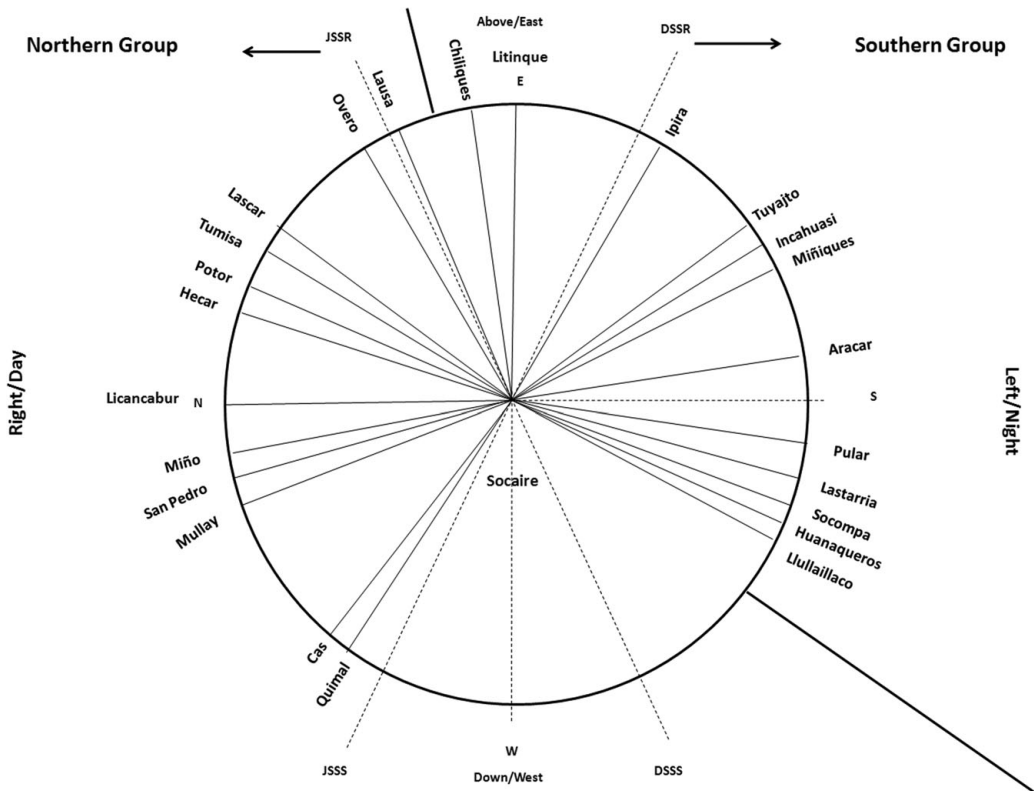 Above/East
Northern Group
JSSR
DSSR
Southern Group
Litinque
E
Chiliques
Lausa
Overo
Ipira
Lascar
Tumisa
Potor
Hecar
Tuyajto
Incahuasi
Miñiques
Aracar
Right/Day
Licancabur
N
S
Left/Night
Miño
San Pedro
Mullay
Socaire
Pular
Lastarria
Socompa
Huanaqueros
Llullaillaco
Cas
Quimal
JSSS
W
Down/West
DSSS